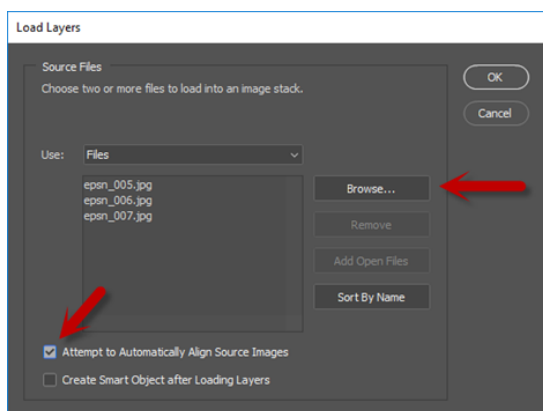 Load Layers
Source Files
Choose two or more files to load into an image stack.
OK
Cancel
Use: Files
epsn_005.jpg
epsn_006.jpg
epsn_007.jpg
Browse...
Remove
Add Open Files
Sort By Name
Attempt to Automatically Align Source Images
Create Smart Object after Loading Layers